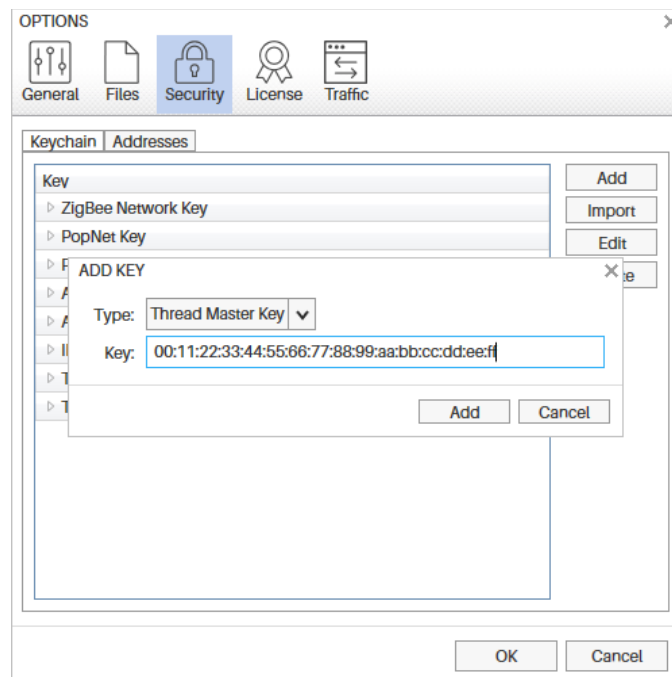 OPTIONS
General Files Security License Traffic
Keychain Addresses
Key
Add
ZigBee Network Key
Import
PopNet Key
Edit
ADD KEY
Type: Thread Master Key
Key: 00:11:22:33:44:55:66:77:88:99:aa:bb:cc:dd:ee:ff
Add Cancel
OK Cancel